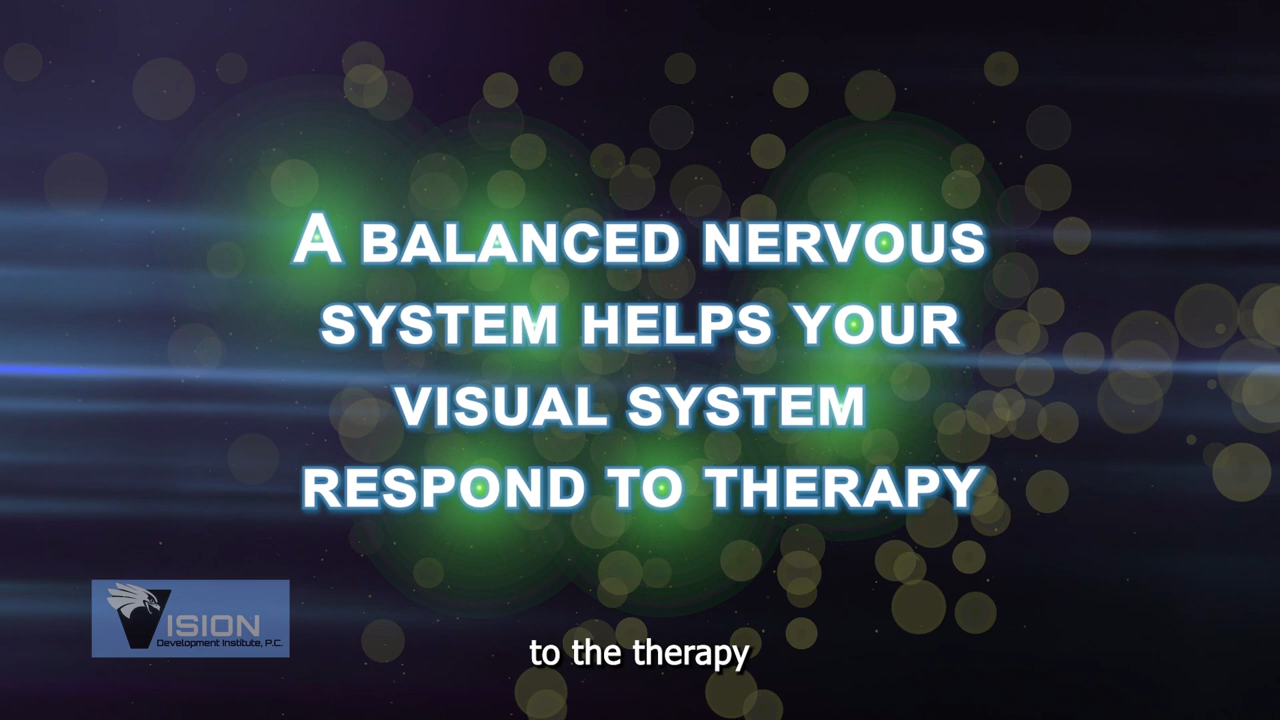 A BALANCED NERVOUS
SYSTEM HELPS YOUR
VISUAL SYSTEM
RESPOND TO THERAPY
VISION
Development Institute, P.C.
to the therapy